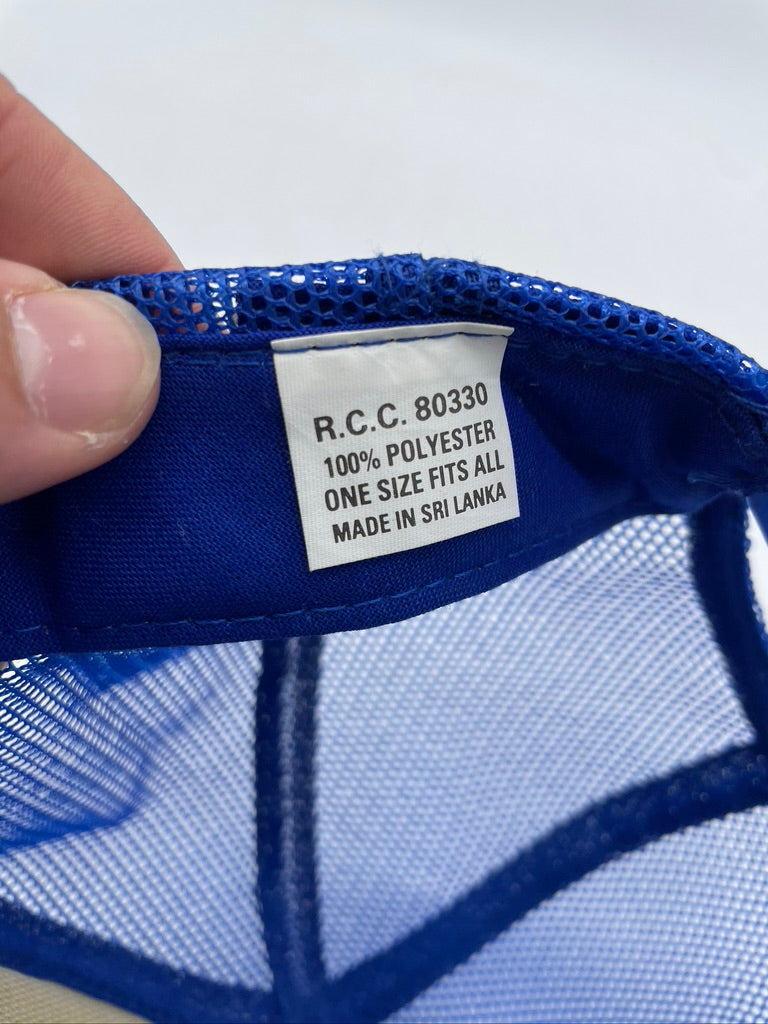 R.C.C. 80330
100% POLYESTER
ONE SIZE FITS ALL
MADE IN SRI LANKA